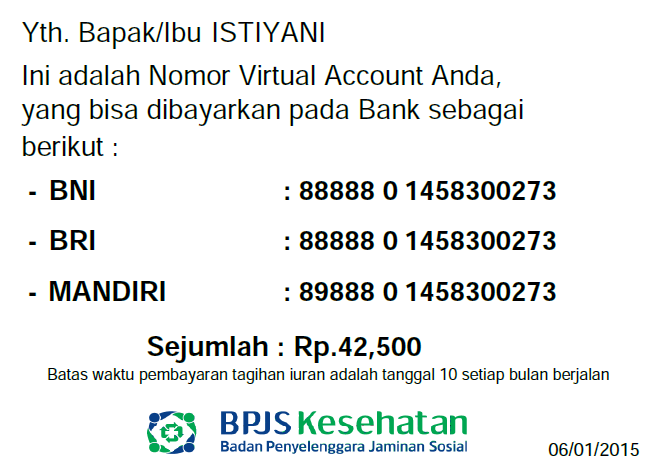 Yth. Bapak/Ibu ISTIYANI
Ini adalah Nomor Virtual Account Anda,
yang bisa dibayarkan pada Bank sebagai
berikut :
- BNI : 88888 0 1458300273
- BRI : 88888 0 1458300273
- MANDIRI : 89888 0 1458300273
Sejumlah : Rp.42,500
Batas waktu pembayaran tagihan iuran adalah tanggal 10 setiap bulan berjalan
BPJS Kesehatan
Badan Penyelenggara Jaminan Sosial
06/01/2015